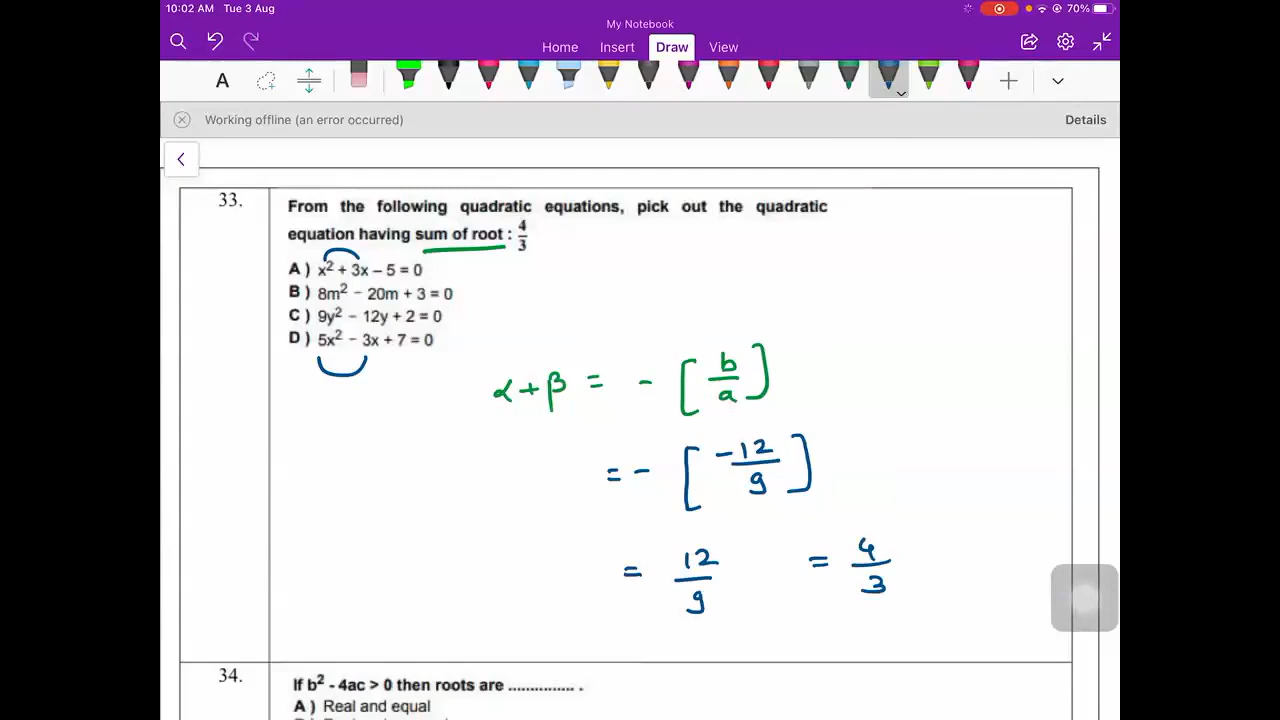 10:02 AM Tue 3 Aug
70%
My Notebook
Home Insert Draw View
A
Working offline (an error occurred)
Details
33.
From the following quadratic equations, pick out the quadratic
equation having sum of root : 4/3
A ) x² + 3x – 5 = 0
B ) 8m² – 20m + 3 = 0
C ) 9y² – 12y + 2 = 0
D ) 5x² – 3x + 7 = 0
α + β = - [ b/a ]
= - [ -12/9 ]
= 12/9 = 4/3
34.
If b² - 4ac > 0 then roots are ............... .
A ) Real and equal